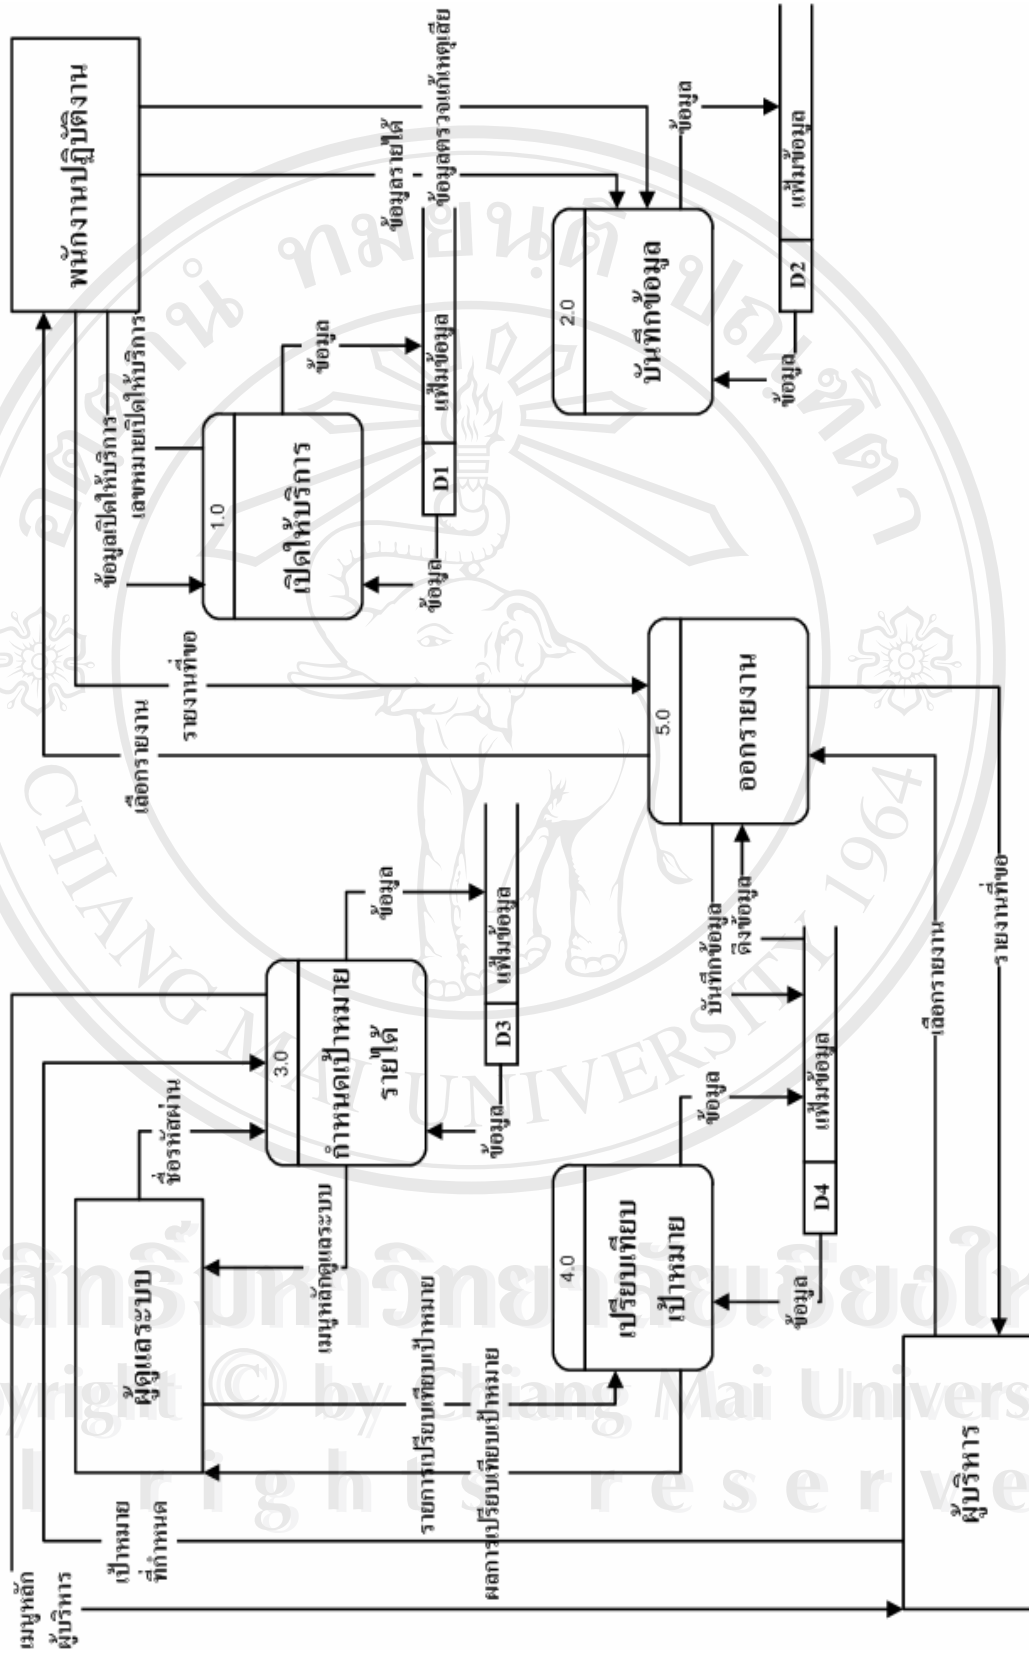 เมนูหลัก
ผู้บริหาร
เป้าหมาย
ที่กำหนด
ผู้ดูแลระบบ
ชื่อรหัสผ่าน
เมนูหลักดูแลระบบ
รายการเปรียบเทียบเป้าหมาย
ผลการเปรียบเทียบเป้าหมาย
3.0
กำหนดเป้าหมาย
รายได้
ข้อมูล
ข้อมูล
D3
แฟ้มข้อมูล
4.0
เปรียบเทียบ
เป้าหมาย
ข้อมูล
ข้อมูล
D4
แฟ้มข้อมูล
บันทึกข้อมูล
ดึงข้อมูล
บันทึกข้อมูล
ผู้บริหาร
เลือกรายงาน
รายงานที่ขอ
5.0
ออกรายงาน
เลือกรายงาน
รายงานที่ขอ
พนักงานปฏิบัติงาน
ข้อมูลเปิดให้บริการ
เลขหมายเปิดให้บริการ
1.0
เปิดให้บริการ
ข้อมูล
ข้อมูล
D1
แฟ้มข้อมูล
ข้อมูลรายได้
ข้อมูลตรวจแก้เหตุเสีย
2.0
บันทึกข้อมูล
ข้อมูล
ข้อมูล
D2
แฟ้มข้อมูล
CHIANG MAI UNIVERSITY 1964
by Chiang Mai Univers
rights reserve